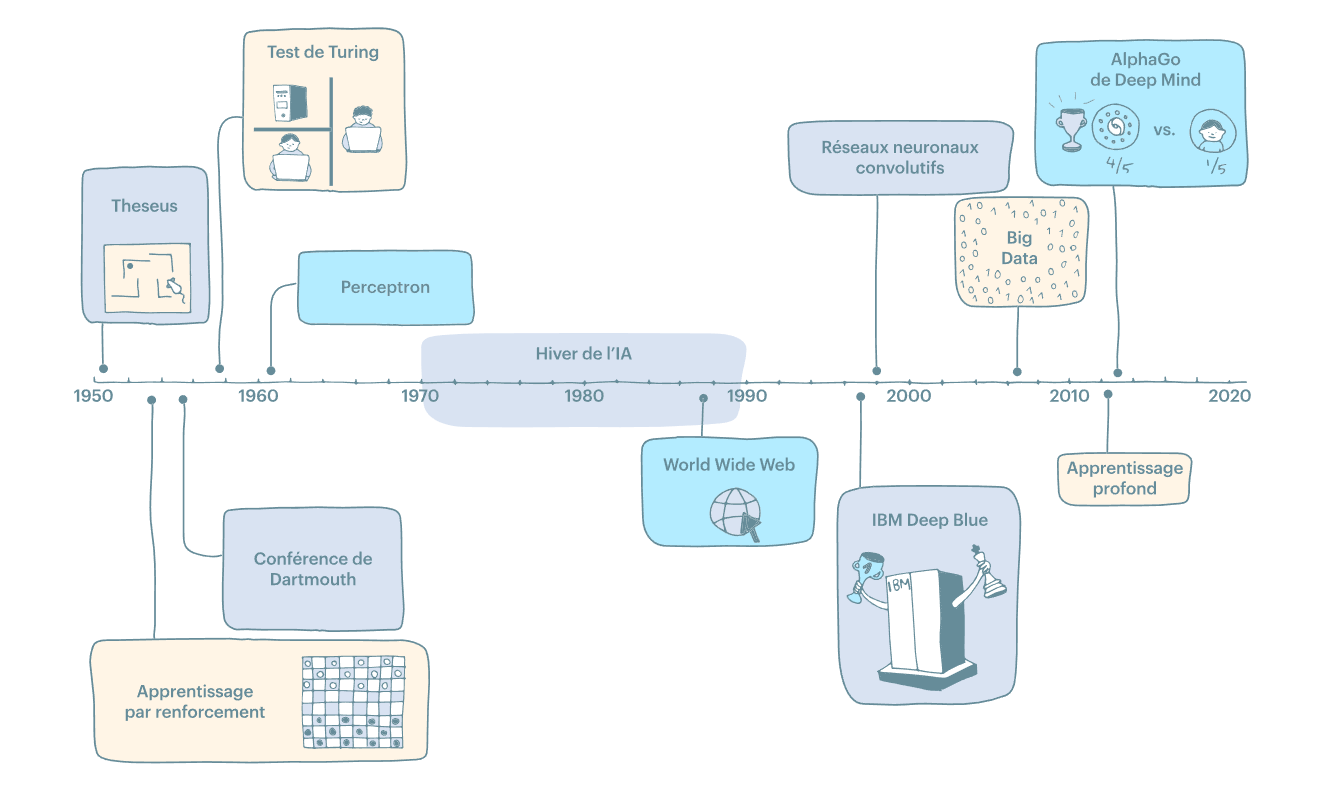 Test de Turing
AlphaGo
de Deep Mind
vs.
4/5
1/5
Réseaux neuronaux
convolutifs
Theseus
Big
Data
Perceptron
Hiver de l'IA
1950
1960
1970
1980
1990
2000
2010
2020
World Wide Web
Apprentissage
profond
IBM Deep Blue
IBM
Conférence de
Dartmouth
Apprentissage
par renforcement